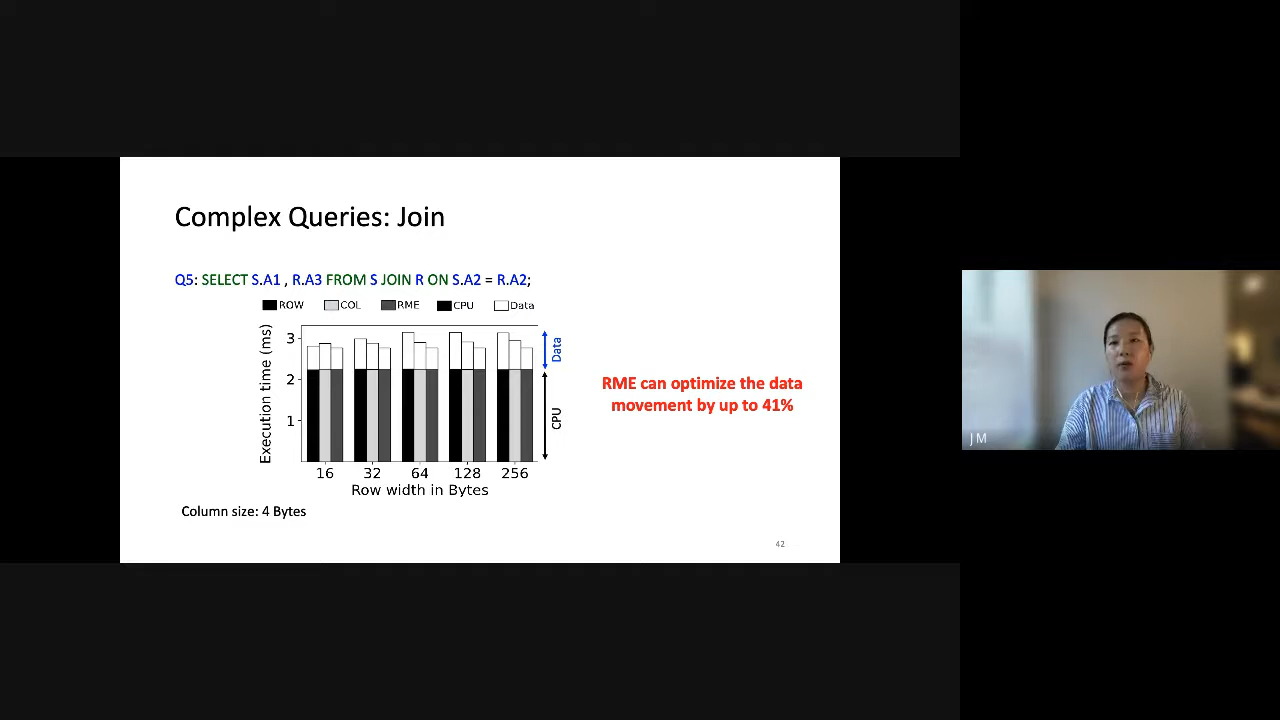 Complex Queries: Join
Q5: SELECT S.A1 , R.A3 FROM S JOIN R ON S.A2 = R.A2;
ROW COL RME CPU Data
Execution time (ms)
3
2
1
Data
CPU
16 32 64 128 256
Row width in Bytes
RME can optimize the data
movement by up to 41%
Column size: 4 Bytes
42
J M